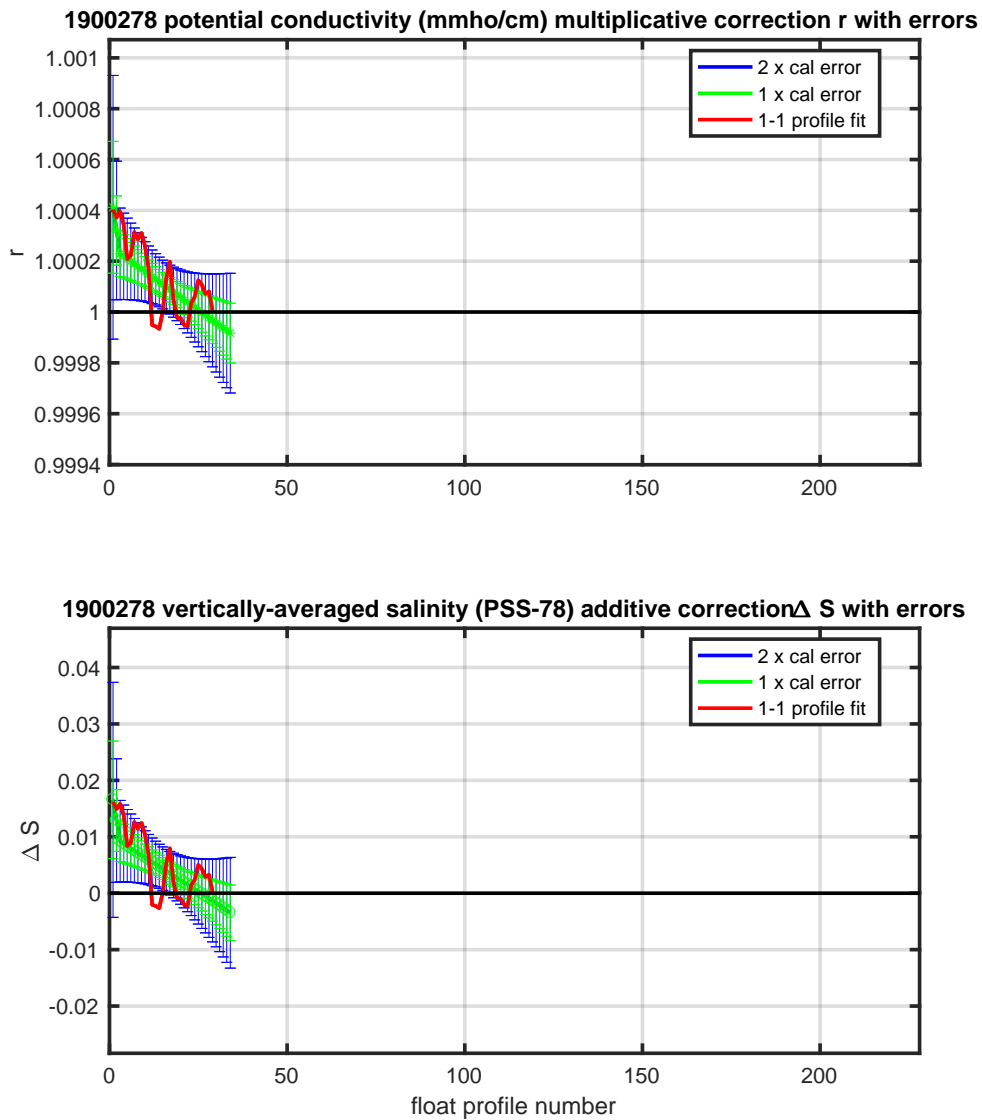 1900278 potential conductivity (mmho/cm) multiplicative correction r with errors
1.001
1.0008
1.0006
1.0004
1.0002
1
0.9998
0.9996
0.9994
r
2 x cal error
1 x cal error
1-1 profile fit
0
50
100
150
200
1900278 vertically-averaged salinity (PSS-78) additive correctionΔ S with errors
0.04
0.03
0.02
0.01
0
-0.01
-0.02
Δ S
2 x cal error
1 x cal error
1-1 profile fit
0
50
100
150
200
float profile number